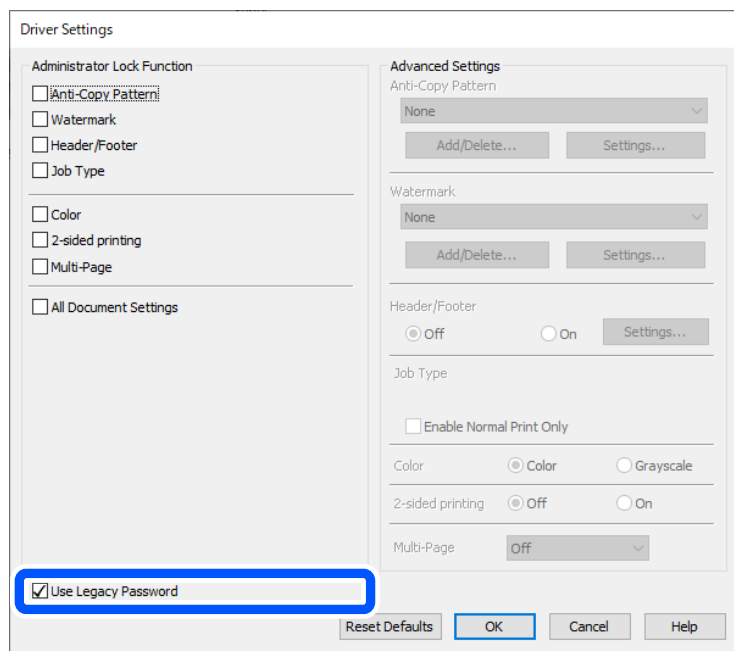 Driver Settings
Administrator Lock Function
Anti-Copy Pattern
Watermark
Header/Footer
Job Type
Color
2-sided printing
Multi-Page
All Document Settings
Use Legacy Password
Advanced Settings
Anti-Copy Pattern
None
Add/Delete... Settings...
Watermark
None
Add/Delete... Settings...
Header/Footer
Off On Settings...
Job Type
Enable Normal Print Only
Color Color Grayscale
2-sided printing Off On
Multi-Page Off
Reset Defaults OK Cancel Help